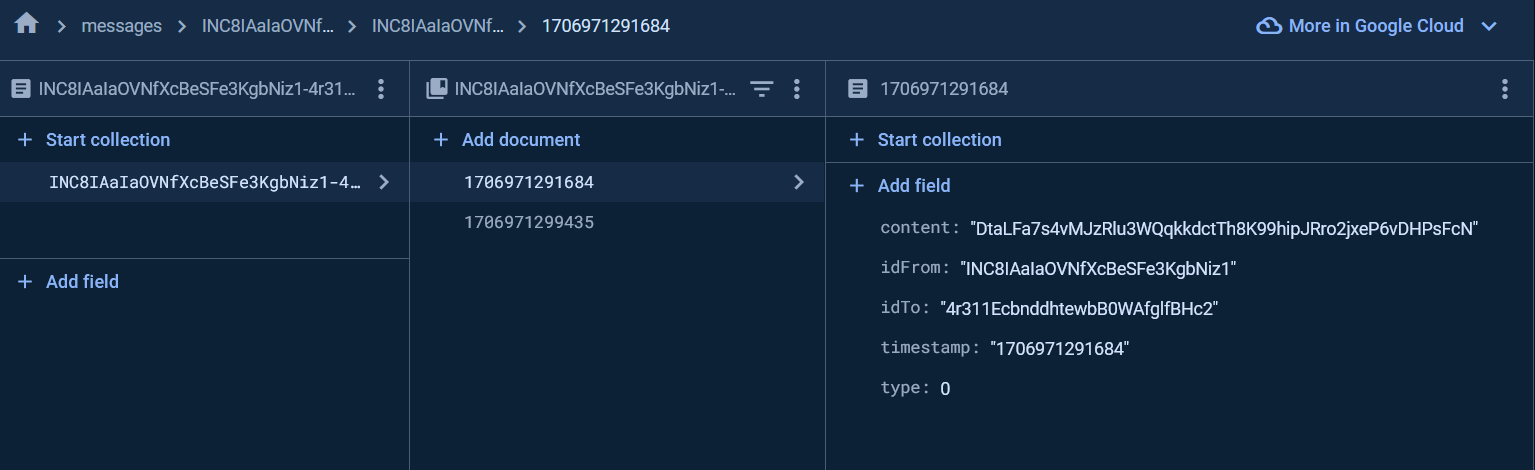 messages INC8IAaIaOVNf... INC8IAaIaOVNf... 1706971291684 More in Google Cloud
INC8IAaIaOVNfXcBeSFe3KgbNiz1-4r31... INC8IAaIaOVNfXcBeSFe3KgbNiz1-... 1706971291684
+ Start collection + Add document + Start collection
INC8IAaIaOVNfXcBeSFe3KgbNiz1-4… 1706971291684
+ Add field
1706971299435
content: "DtaLFa7s4vMJzRlu3WQqkkdctTh8K99hipJRro2jxeP6vDHPsFcN"
idFrom: "INC8IAaIaOVNfXcBeSFe3KgbNiz1"
+ Add field
idTo: "4r311EcbnddhtewbB0WAfglfBHc2"
timestamp: "1706971291684"
type: 0